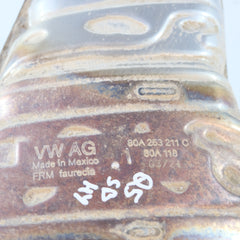 VW AG
Made in Mexico
FRM faurecia
80A 253 211 C
80A 118